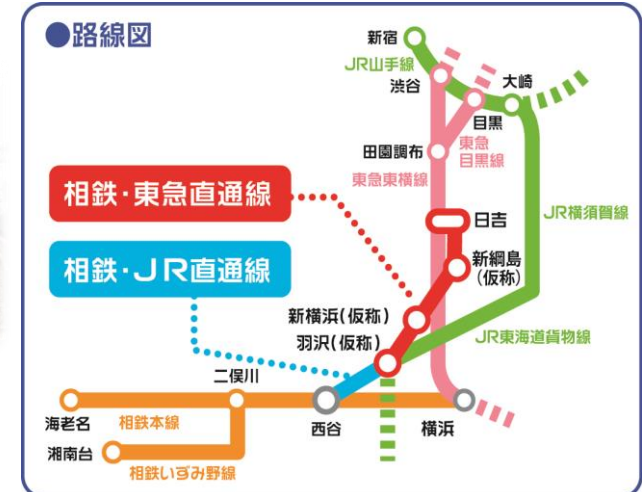 ●路線図
新宿
JR山手線
渋谷
大崎
目黒
田園調布
東急
目黒線
東急東横線
相鉄・東急直通線
日吉
JR横須賀線
相鉄・JR直通線
新綱島
(仮称)
新横浜(仮称)
羽沢(仮称)
JR東海道貨物線
二俣川
海老名
相鉄本線
西谷
横浜
湘南台
相鉄いずみ野線